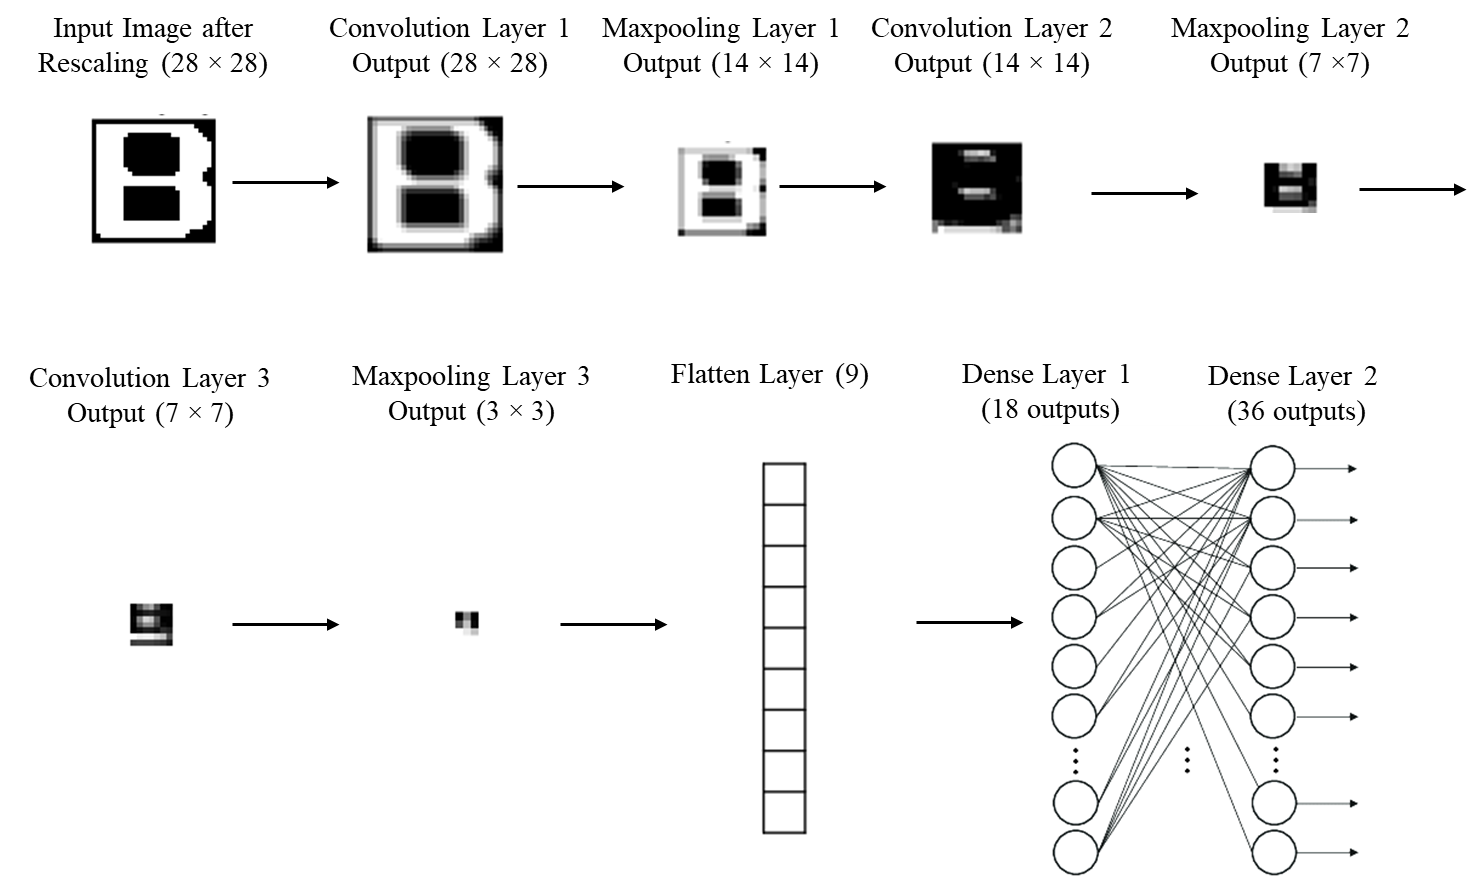 Input Image after
Rescaling (28 × 28)
Convolution Layer 1
Output (28 × 28)
Maxpooling Layer 1
Output (14 × 14)
Convolution Layer 2
Output (14 × 14)
Maxpooling Layer 2
Output (7 ×7)
Convolution Layer 3
Output (7 × 7)
Maxpooling Layer 3
Output (3 × 3)
Flatten Layer (9)
Dense Layer 1
(18 outputs)
Dense Layer 2
(36 outputs)